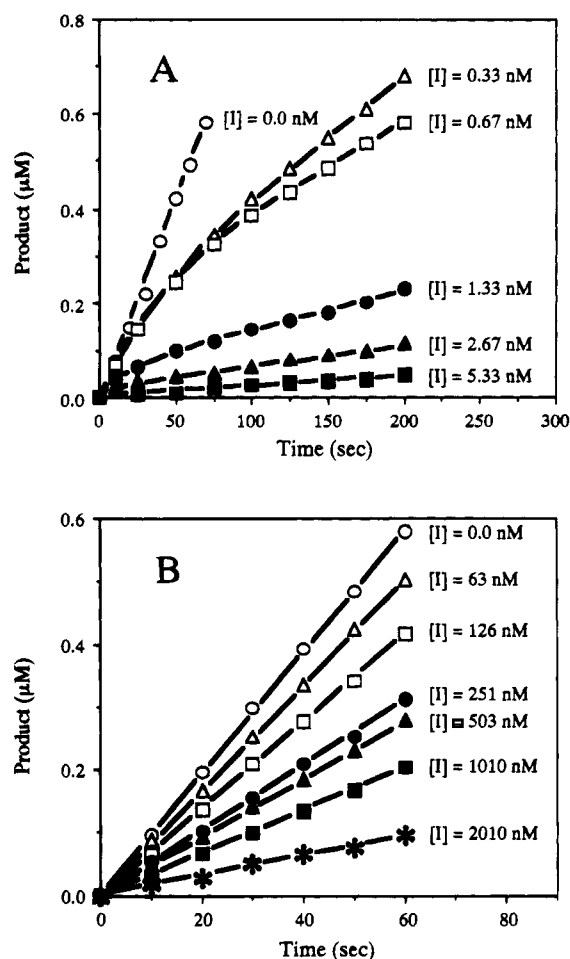 A
0.8
0.6
0.4
0.2
0.0
Product (μM)
[I] = 0.0 nM
[I] = 0.33 nM
[I] = 0.67 nM
[I] = 1.33 nM
[I] = 2.67 nM
[I] = 5.33 nM
0 50 100 150 200 250 300
Time (sec)
B
0.6
0.4
0.2
0.0
Product (μM)
[I] = 0.0 nM
[I] = 63 nM
[I] = 126 nM
[I] = 251 nM
[I] = 503 nM
[I] = 1010 nM
[I] = 2010 nM
0 20 40 60 80
Time (sec)